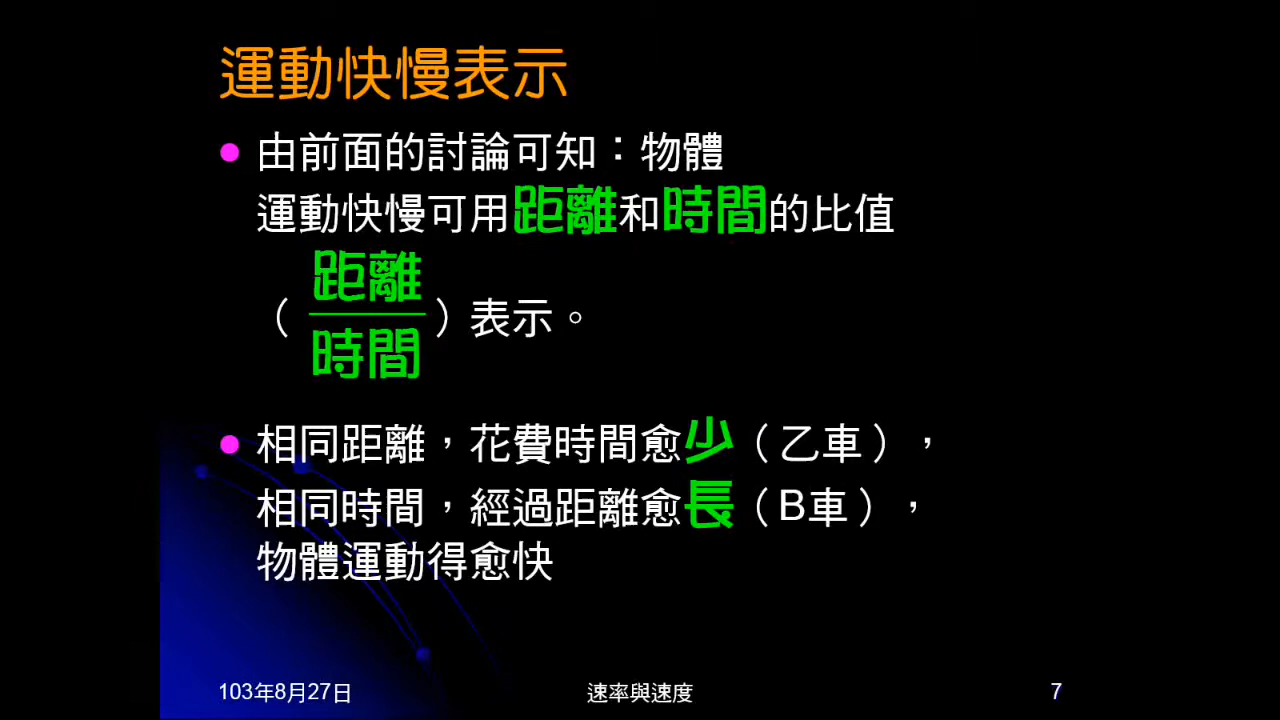 運動快慢表示
由前面的討論可知：物體
運動快慢可用距離和時間的比值
距離
（ ）表示。
時間
相同距離，花費時間愈少（乙車），
相同時間，經過距離愈長（B車），
物體運動得愈快
103年8月27日 速率與速度 7